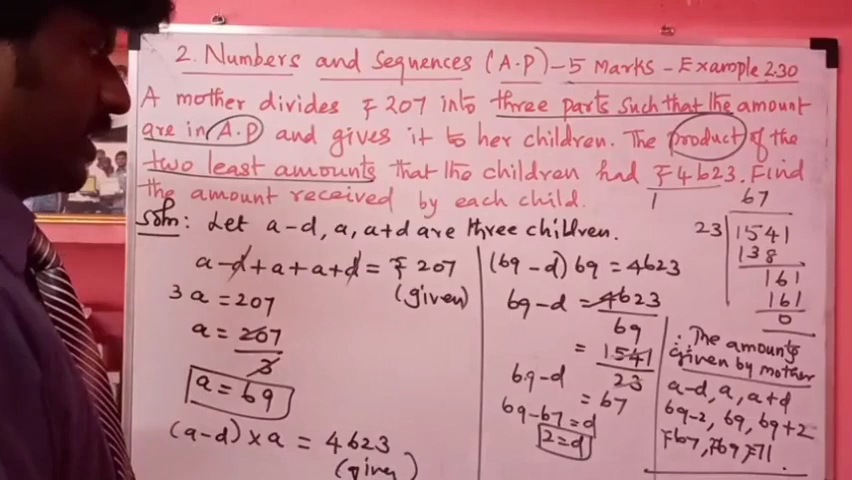 2. Numbers and Sequences (A.P) - 5 Marks - Example 2.30
A mother divides ₹207 into three parts such that the amount
are in A.P and gives it to her children. The product of the
two least amounts that the children had ₹4623. Find
the amount received by each child.
Soln: Let a-d, a, a+d are three children.
a-d+a+a+d = ₹207
(given)
3a = 207
a = 207
3
a = 69
(a-d) x a = 4623
(given)
(69-d) 69 = 4623
69-d = 4623
69
= 1541
23
69-d = 67
69-67 = d
2 = d
67
23 1541
138
161
161
0
∴ The amounts
given by mother
a-d, a, a+d
69-2, 69, 69+2
₹67, ₹69, ₹71.